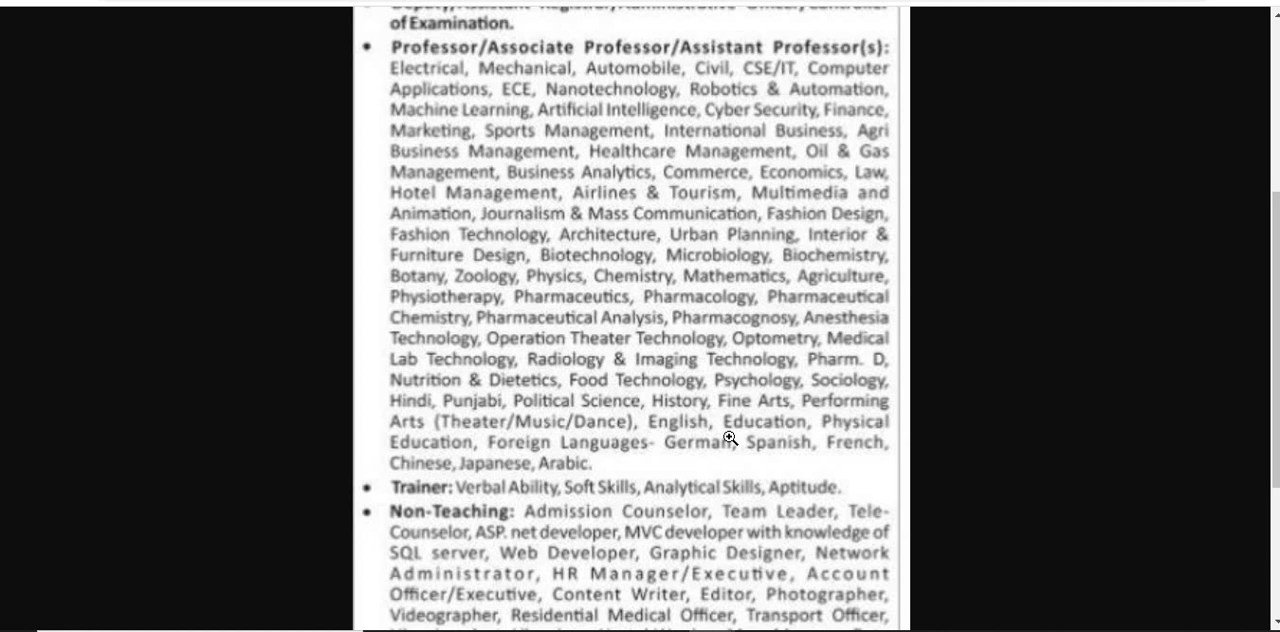 of Examination.
• Professor/Associate Professor/Assistant Professor(s):
Electrical, Mechanical, Automobile, Civil, CSE/IT, Computer
Applications, ECE, Nanotechnology, Robotics & Automation,
Machine Learning, Artificial Intelligence, Cyber Security, Finance,
Marketing, Sports Management, International Business, Agri
Business Management, Healthcare Management, Oil & Gas
Management, Business Analytics, Commerce, Economics, Law,
Hotel Management, Airlines & Tourism, Multimedia and
Animation, Journalism & Mass Communication, Fashion Design,
Fashion Technology, Architecture, Urban Planning, Interior &
Furniture Design, Biotechnology, Microbiology, Biochemistry,
Botany, Zoology, Physics, Chemistry, Mathematics, Agriculture,
Physiotherapy, Pharmaceutics, Pharmacology, Pharmaceutical
Chemistry, Pharmaceutical Analysis, Pharmacognosy, Anesthesia
Technology, Operation Theater Technology, Optometry, Medical
Lab Technology, Radiology & Imaging Technology, Pharm. D,
Nutrition & Dietetics, Food Technology, Psychology, Sociology,
Hindi, Punjabi, Political Science, History, Fine Arts, Performing
Arts (Theater/Music/Dance), English, Education, Physical
Education, Foreign Languages- German, Spanish, French,
Chinese, Japanese, Arabic.
• Trainer: Verbal Ability, Soft Skills, Analytical Skills, Aptitude.
• Non-Teaching: Admission Counselor, Team Leader, Tele-
Counselor, ASP. net developer, MVC developer with knowledge of
SQL server, Web Developer, Graphic Designer, Network
Administrator, HR Manager/Executive, Account
Officer/Executive, Content Writer, Editor, Photographer,
Videographer, Residential Medical Officer, Transport Officer,